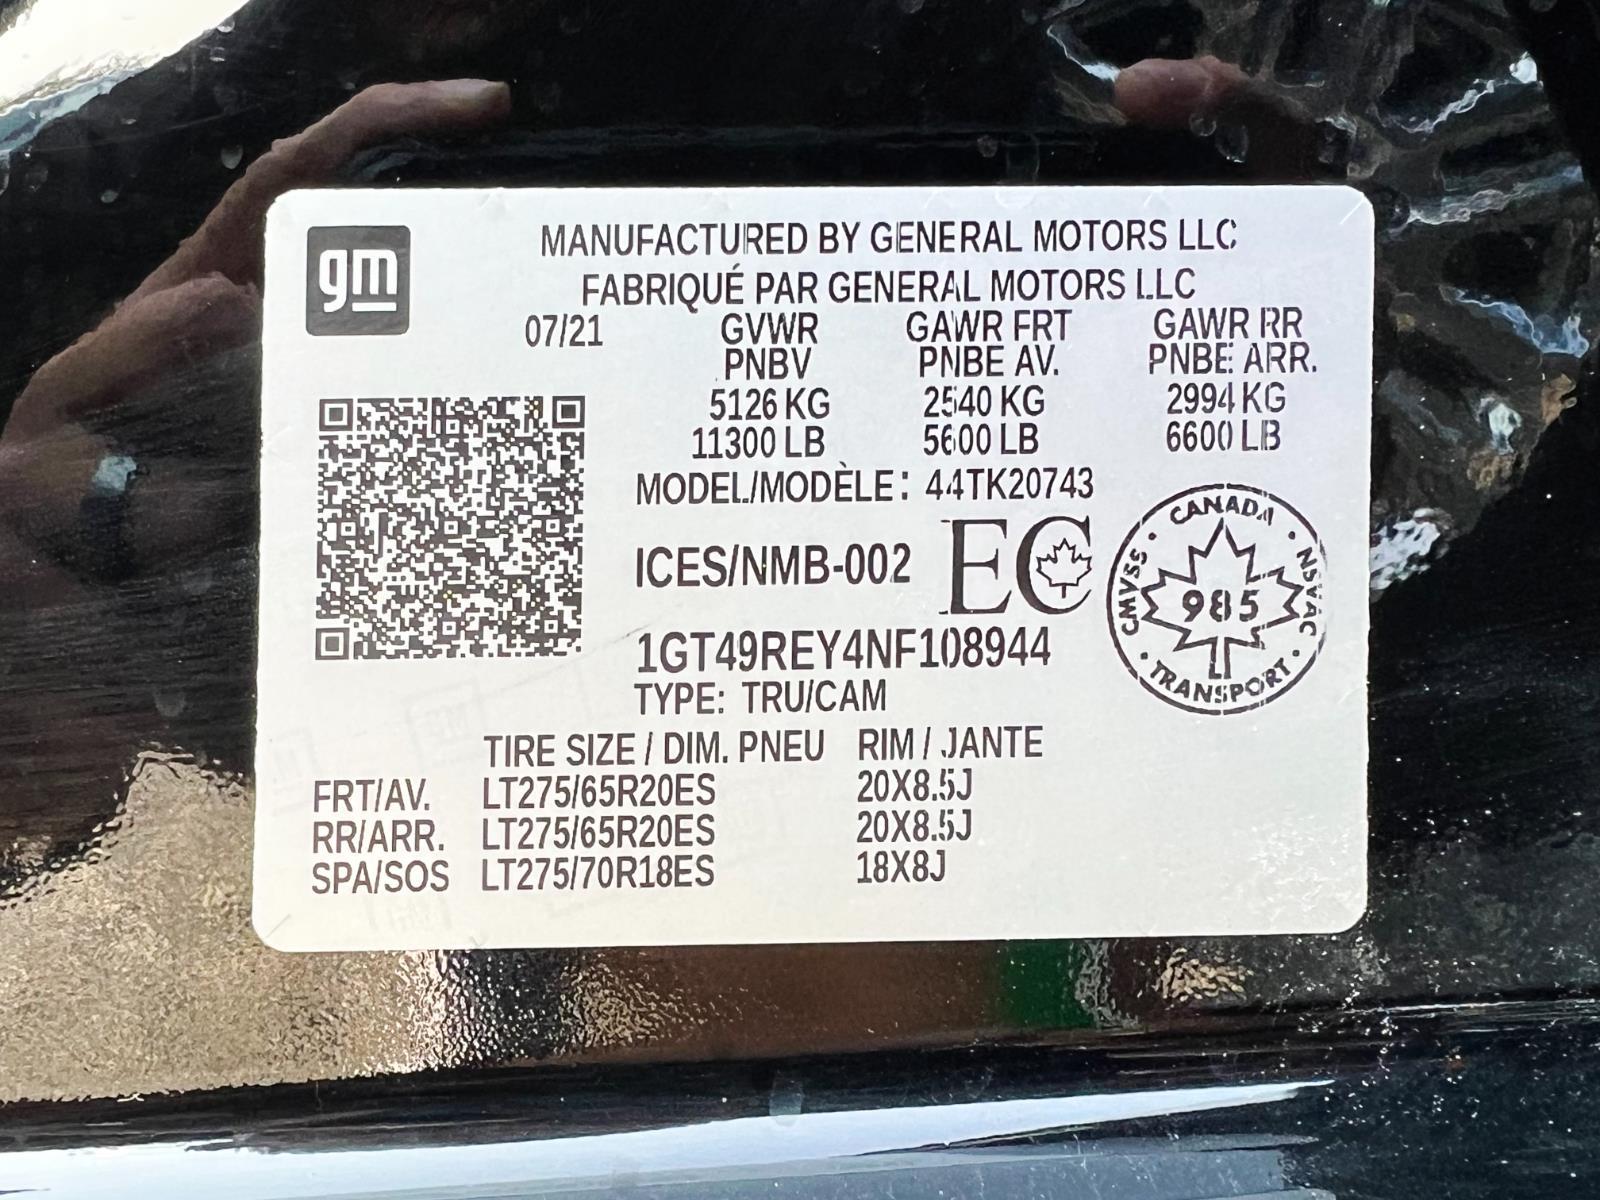 gm
MANUFACTURED BY GENERAL MOTORS LLC
FABRIQUÉ PAR GENERAL MOTORS LLC
07/21 GVWR GAWR FRT GAWR RR
PNBV PNBE AV. PNBE ARR.
5126 KG 2540 KG 2994 KG
11300 LB 5600 LB 6600 LB
MODEL/MODÈLE: 44TK20743
ICES/NMB-002 EC
CANADA
CMVSS 985 NSVAC
TRANSPORT
1GT49REY4NF108944
TYPE: TRU/CAM
TIRE SIZE / DIM. PNEU RIM / JANTE
FRT/AV. LT275/65R20ES 20X8.5J
RR/ARR. LT275/65R20ES 20X8.5J
SPA/SOS LT275/70R18ES 18X8J